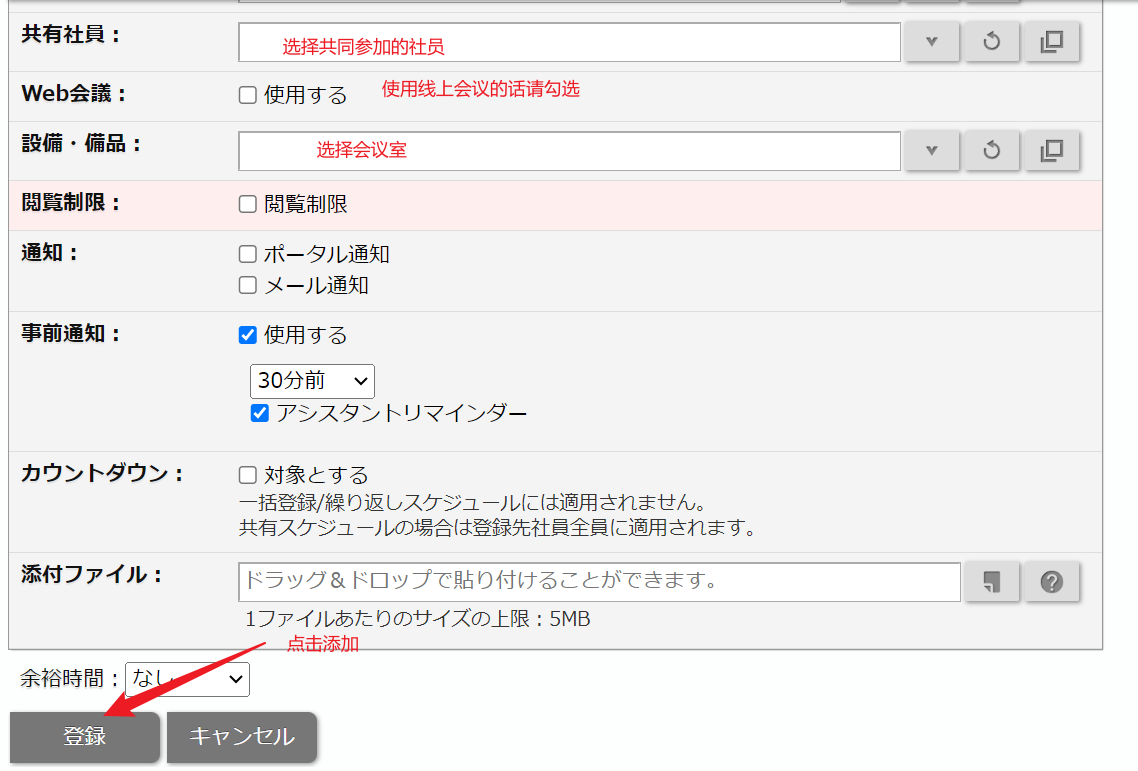 共有社員：
选择共同参加的社员
Web会議：
使用する
使用线上会议的话请勾选
設備・備品：
选择会议室
閲覧制限：
閲覧制限
通知：
ポータル通知
メール通知
事前通知：
使用する
30分前
アシスタントリマインダー
カウントダウン：
対象とする
一括登録/繰り返しスケジュールには適用されません。
共有スケジュールの場合は登録先社員全員に適用されます。
添付ファイル：
ドラッグ＆ドロップで貼り付けることができます。
1ファイルあたりのサイズの上限：5MB
点击添加
余裕時間：
なし
登録
キャンセル